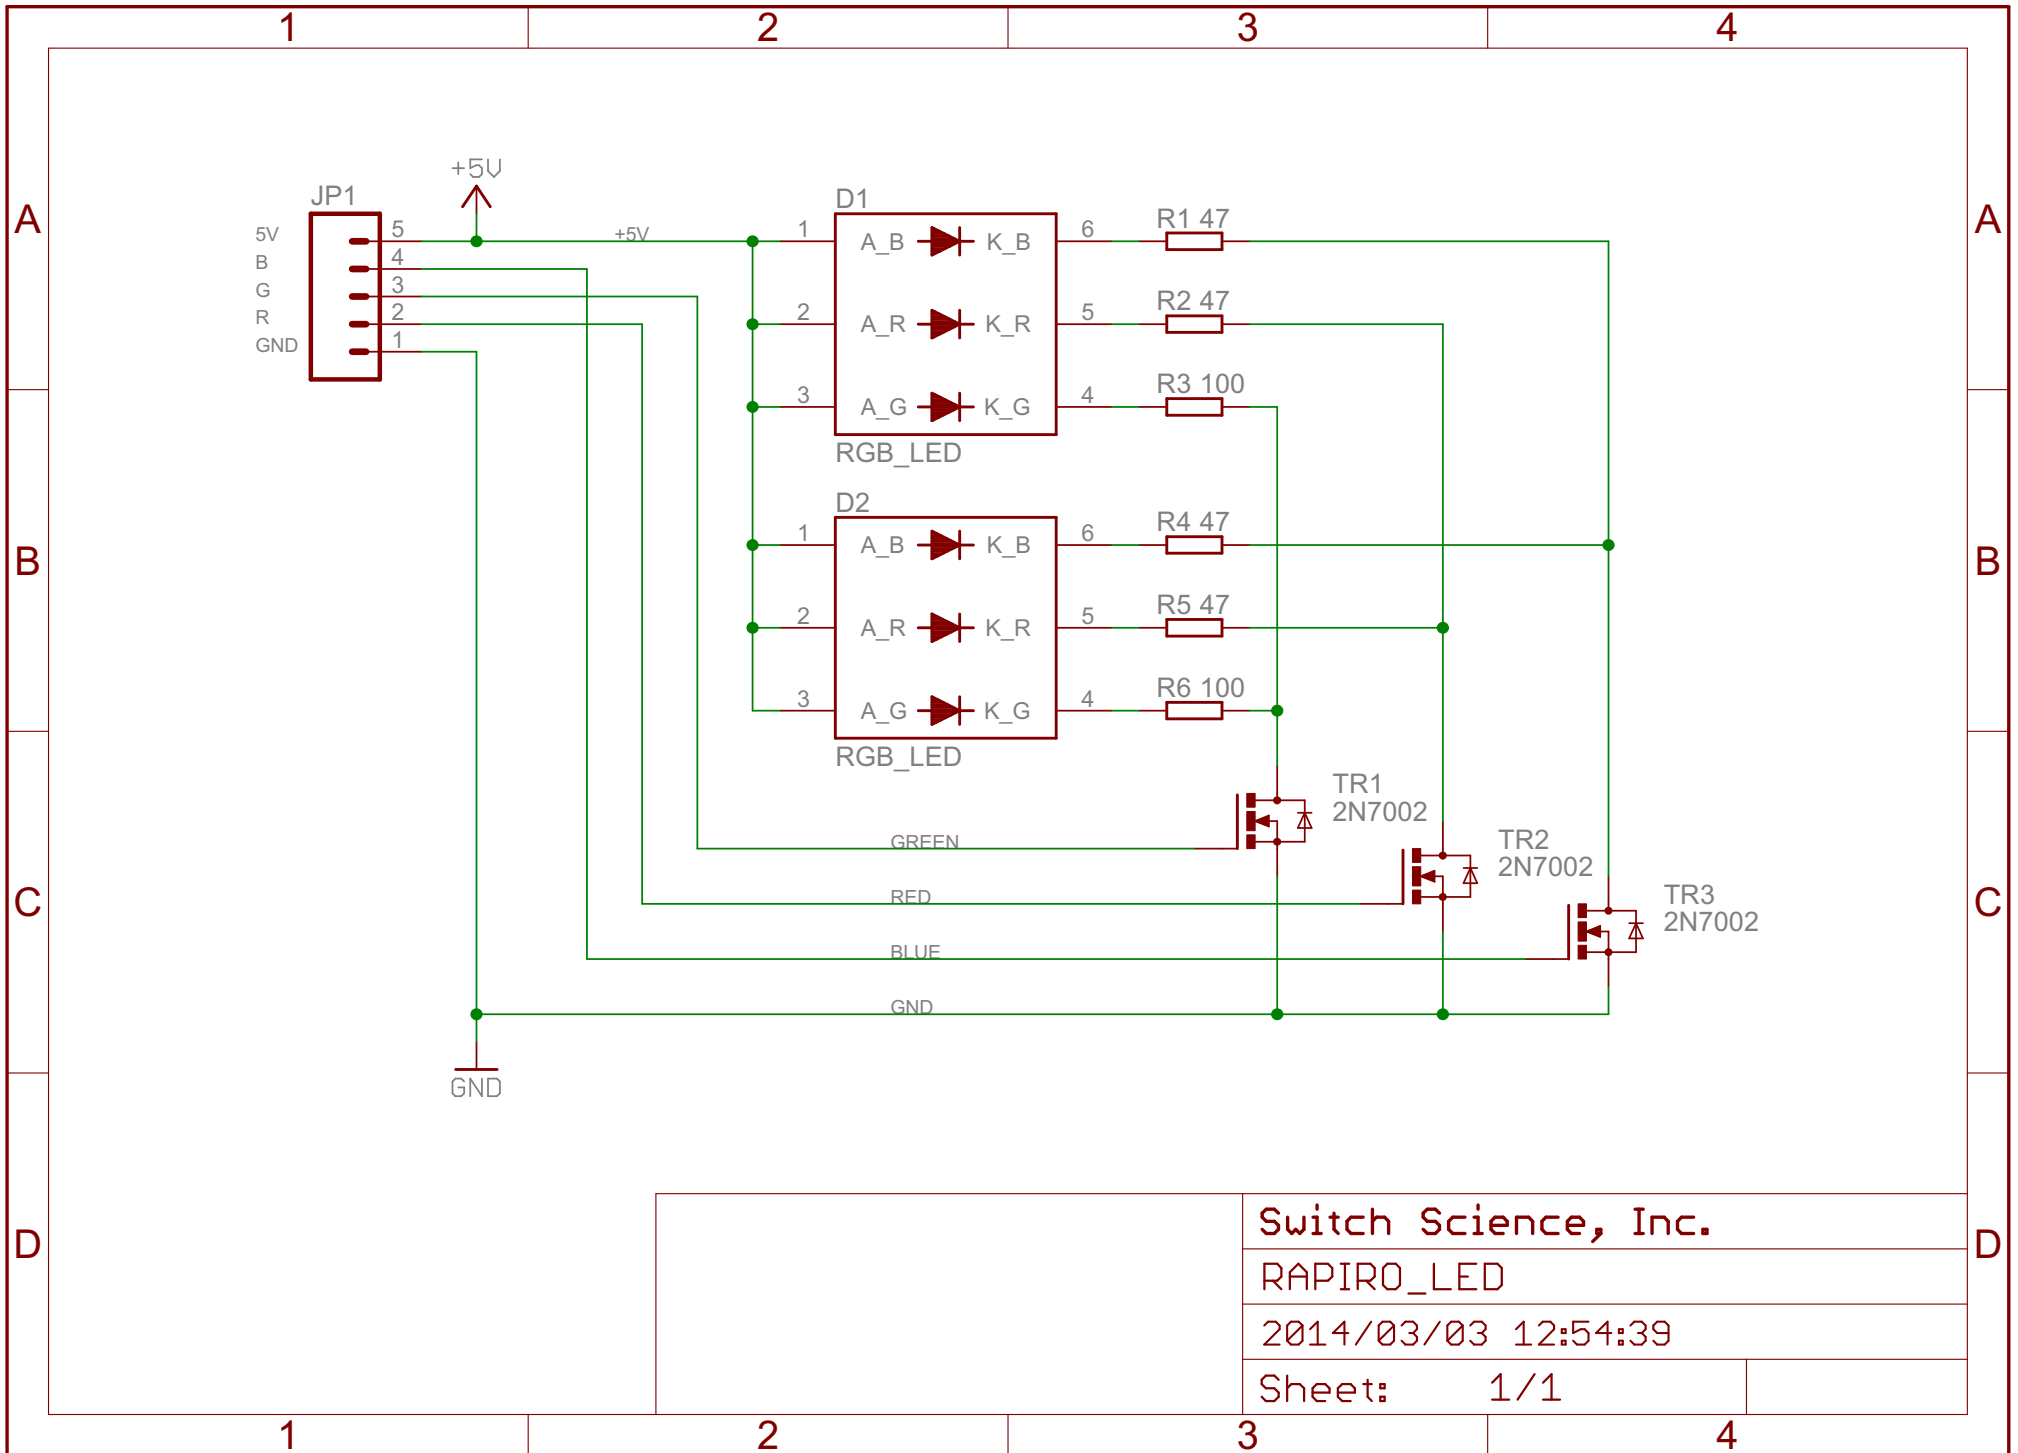 1 2 3 4
A A
B B
C C
D D
+5V
JP1
5V 5
B 4
G 3
R 2
GND 1
+5V
D1
1 A_B K_B 6
2 A_R K_R 5
3 A_G K_G 4
RGB_LED
R1 47
R2 47
R3 100
D2
1 A_B K_B 6
2 A_R K_R 5
3 A_G K_G 4
RGB_LED
R4 47
R5 47
R6 100
TR1
2N7002
TR2
2N7002
TR3
2N7002
GREEN
RED
BLUE
GND
GND
Switch Science, Inc.
RAPIRO_LED
2014/03/03 12:54:39
Sheet: 1/1
1 2 3 4